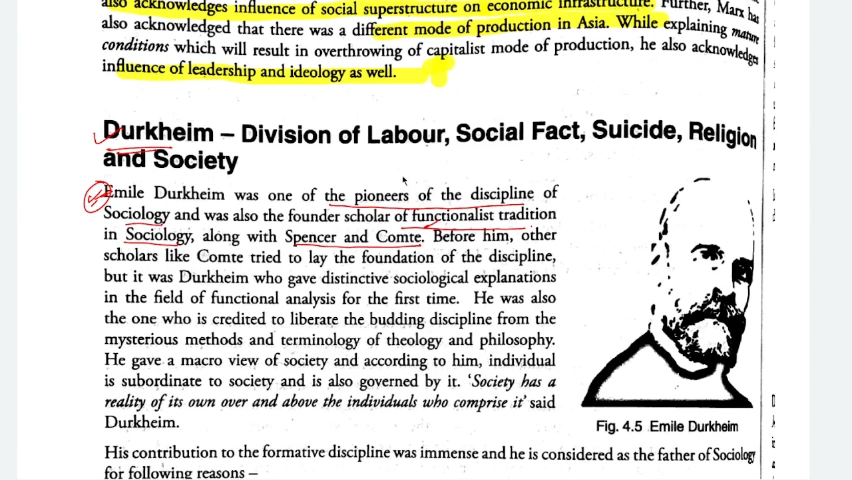 also acknowledges influence of social superstructure on economic infrastructure. Further, Marx has
also acknowledged that there was a different mode of production in Asia. While explaining mature
conditions which will result in overthrowing of capitalist mode of production, he also acknowledges
influence of leadership and ideology as well.
Durkheim – Division of Labour, Social Fact, Suicide, Religion
and Society
Emile Durkheim was one of the pioneers of the discipline of
Sociology and was also the founder scholar of functionalist tradition
in Sociology, along with Spencer and Comte. Before him, other
scholars like Comte tried to lay the foundation of the discipline,
but it was Durkheim who gave distinctive sociological explanations
in the field of functional analysis for the first time. He was also
the one who is credited to liberate the budding discipline from the
mysterious methods and terminology of theology and philosophy.
He gave a macro view of society and according to him, individual
is subordinate to society and is also governed by it. 'Society has a
reality of its own over and above the individuals who comprise it' said
Durkheim.
Fig. 4.5 Emile Durkheim
His contribution to the formative discipline was immense and he is considered as the father of Sociology
for following reasons –